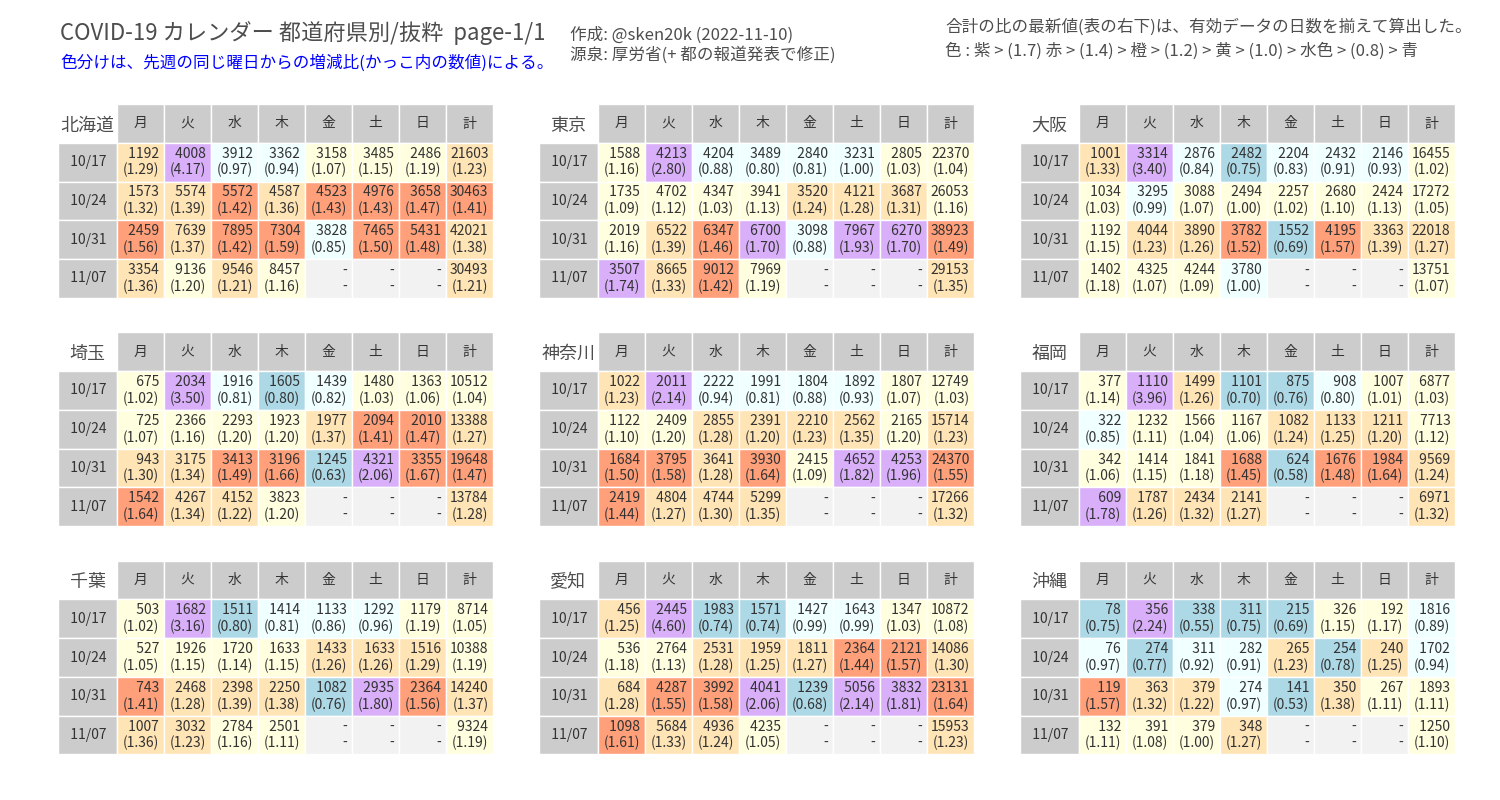 COVID-19 カレンダー 都道府県別/抜粋 page-1/1
色分けは、先週の同じ曜日からの増減比(かっこ内の数値)による。
作成: @sken20k (2022-11-10)
源泉: 厚労省(+ 都の報道発表で修正)
合計の比の最新値(表の右下)は、有効データの日数を揃えて算出した。
色 : 紫 > (1.7) 赤 > (1.4) > 橙 > (1.2) > 黄 > (1.0) > 水色 > (0.8) > 青
北海道 月 火 水 木 金 土 日 計
10/17 1192 4008 3912 3362 3158 3485 2486 21603
(1.29) (4.17) (0.97) (0.94) (1.07) (1.15) (1.19) (1.23)
10/24 1573 5574 5572 4587 4523 4976 3658 30463
(1.32) (1.39) (1.42) (1.36) (1.43) (1.43) (1.47) (1.41)
10/31 2459 7639 7895 7304 3828 7465 5431 42021
(1.56) (1.37) (1.42) (1.59) (0.85) (1.50) (1.48) (1.38)
11/07 3354 9136 9546 8457 - - - 30493
(1.36) (1.20) (1.21) (1.16) - - - (1.21)
東京 月 火 水 木 金 土 日 計
10/17 1588 4213 4204 3489 2840 3231 2805 22370
(1.16) (2.80) (0.88) (0.80) (0.81) (1.00) (1.03) (1.04)
10/24 1735 4702 4347 3941 3520 4121 3687 26053
(1.09) (1.12) (1.03) (1.13) (1.24) (1.28) (1.31) (1.16)
10/31 2019 6522 6347 6700 3098 7967 6270 38923
(1.16) (1.39) (1.46) (1.70) (0.88) (1.93) (1.70) (1.49)
11/07 3507 8665 9012 7969 - - - 29153
(1.74) (1.33) (1.42) (1.19) - - - (1.35)
大阪 月 火 水 木 金 土 日 計
10/17 1001 3314 2876 2482 2204 2432 2146 16455
(1.33) (3.40) (0.84) (0.75) (0.83) (0.91) (0.93) (1.02)
10/24 1034 3295 3088 2494 2257 2680 2424 17272
(1.03) (0.99) (1.07) (1.00) (1.02) (1.10) (1.13) (1.05)
10/31 1192 4044 3890 3782 1552 4195 3363 22018
(1.15) (1.23) (1.26) (1.52) (0.69) (1.57) (1.39) (1.27)
11/07 1402 4325 4244 3780 - - - 13751
(1.18) (1.07) (1.09) (1.00) - - - (1.07)
埼玉 月 火 水 木 金 土 日 計
10/17 675 2034 1916 1605 1439 1480 1363 10512
(1.02) (3.50) (0.81) (0.80) (0.82) (1.03) (1.06) (1.04)
10/24 725 2366 2293 1923 1977 2094 2010 13388
(1.07) (1.16) (1.20) (1.20) (1.37) (1.41) (1.47) (1.27)
10/31 943 3175 3413 3196 1245 4321 3355 19648
(1.30) (1.34) (1.49) (1.66) (0.63) (2.06) (1.67) (1.47)
11/07 1542 4267 4152 3823 - - - 13784
(1.64) (1.34) (1.22) (1.20) - - - (1.28)
神奈川 月 火 水 木 金 土 日 計
10/17 1022 2011 2222 1991 1804 1892 1807 12749
(1.23) (2.14) (0.94) (0.81) (0.88) (0.93) (1.07) (1.03)
10/24 1122 2409 2855 2391 2210 2562 2165 15714
(1.10) (1.20) (1.28) (1.20) (1.23) (1.35) (1.20) (1.23)
10/31 1684 3795 3641 3930 2415 4652 4253 24370
(1.50) (1.58) (1.28) (1.64) (1.09) (1.82) (1.96) (1.55)
11/07 2419 4804 4744 5299 - - - 17266
(1.44) (1.27) (1.30) (1.35) - - - (1.32)
福岡 月 火 水 木 金 土 日 計
10/17 377 1110 1499 1101 875 908 1007 6877
(1.14) (3.96) (1.26) (0.70) (0.76) (0.80) (1.01) (1.03)
10/24 322 1232 1566 1167 1082 1133 1211 7713
(0.85) (1.11) (1.04) (1.06) (1.24) (1.25) (1.20) (1.12)
10/31 342 1414 1841 1688 624 1676 1984 9569
(1.06) (1.15) (1.18) (1.45) (0.58) (1.48) (1.64) (1.24)
11/07 609 1787 2434 2141 - - - 6971
(1.78) (1.26) (1.32) (1.27) - - - (1.32)
千葉 月 火 水 木 金 土 日 計
10/17 503 1682 1511 1414 1133 1292 1179 8714
(1.02) (3.16) (0.80) (0.81) (0.86) (0.96) (1.19) (1.05)
10/24 527 1926 1720 1633 1433 1633 1516 10388
(1.05) (1.15) (1.14) (1.15) (1.26) (1.26) (1.29) (1.19)
10/31 743 2468 2398 2250 1082 2935 2364 14240
(1.41) (1.28) (1.39) (1.38) (0.76) (1.80) (1.56) (1.37)
11/07 1007 3032 2784 2501 - - - 9324
(1.36) (1.23) (1.16) (1.11) - - - (1.19)
愛知 月 火 水 木 金 土 日 計
10/17 456 2445 1983 1571 1427 1643 1347 10872
(1.25) (4.60) (0.74) (0.74) (0.99) (0.99) (1.03) (1.08)
10/24 536 2764 2531 1959 1811 2364 2121 14086
(1.18) (1.13) (1.28) (1.25) (1.27) (1.44) (1.57) (1.30)
10/31 684 4287 3992 4041 1239 5056 3832 23131
(1.28) (1.55) (1.58) (2.06) (0.68) (2.14) (1.81) (1.64)
11/07 1098 5684 4936 4235 - - - 15953
(1.61) (1.33) (1.24) (1.05) - - - (1.23)
沖縄 月 火 水 木 金 土 日 計
10/17 78 356 338 311 215 326 192 1816
(0.75) (2.24) (0.55) (0.75) (0.69) (1.15) (1.17) (0.89)
10/24 76 274 311 282 265 254 240 1702
(0.97) (0.77) (0.92) (0.91) (1.23) (0.78) (1.25) (0.94)
10/31 119 363 379 274 141 350 267 1893
(1.57) (1.32) (1.22) (0.97) (0.53) (1.38) (1.11) (1.11)
11/07 132 391 379 348 - - - 1250
(1.11) (1.08) (1.00) (1.27) - - - (1.10)